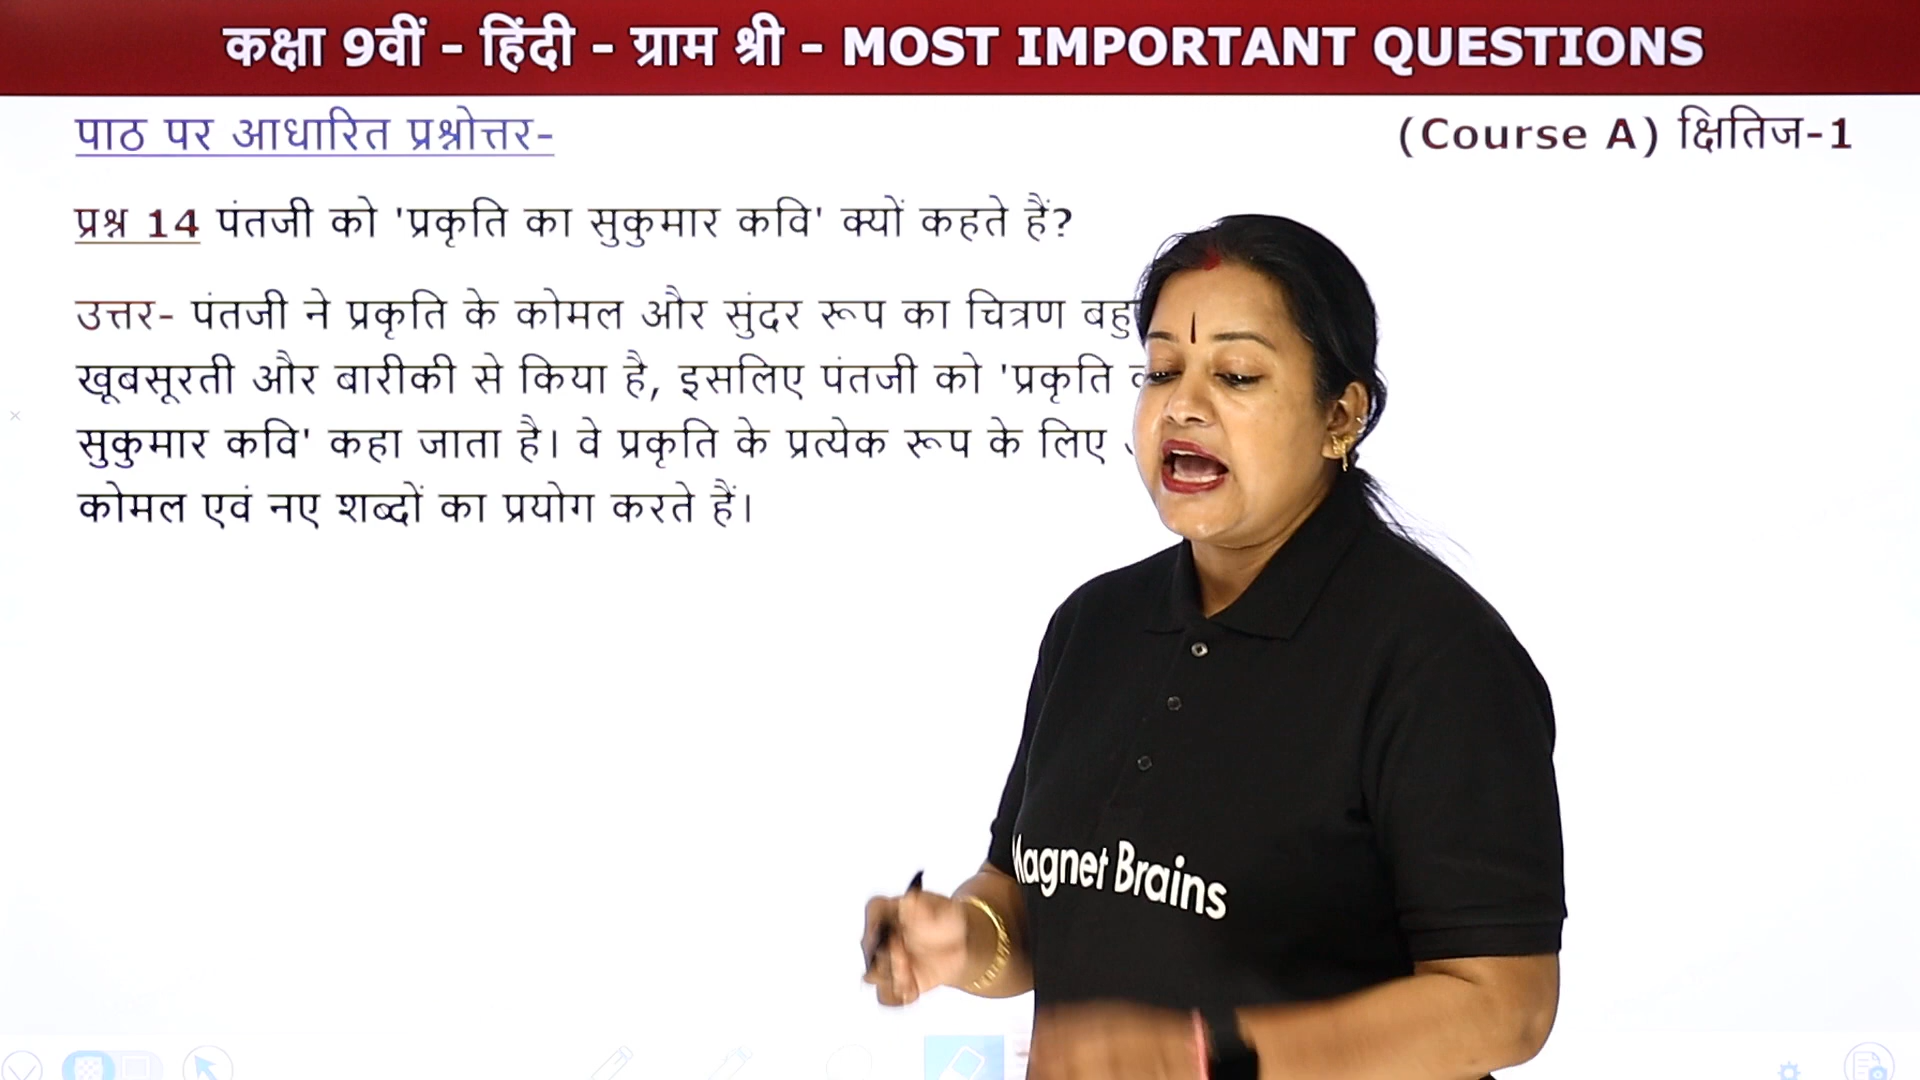 कक्षा 9वीं - हिंदी - ग्राम श्री - MOST IMPORTANT QUESTIONS
पाठ पर आधारित प्रश्नोत्तर-
(Course A) क्षितिज-1
प्रश्न 14 पंतजी को 'प्रकृति का सुकुमार कवि' क्यों कहते हैं?
उत्तर- पंतजी ने प्रकृति के कोमल और सुंदर रूप का चित्रण
खूबसूरती और बारीकी से किया है, इसलिए पंतजी को 'प्रकृति
सुकुमार कवि' कहा जाता है। वे प्रकृति के प्रत्येक रूप के लिए
कोमल एवं नए शब्दों का प्रयोग करते हैं।
Magnet Brains